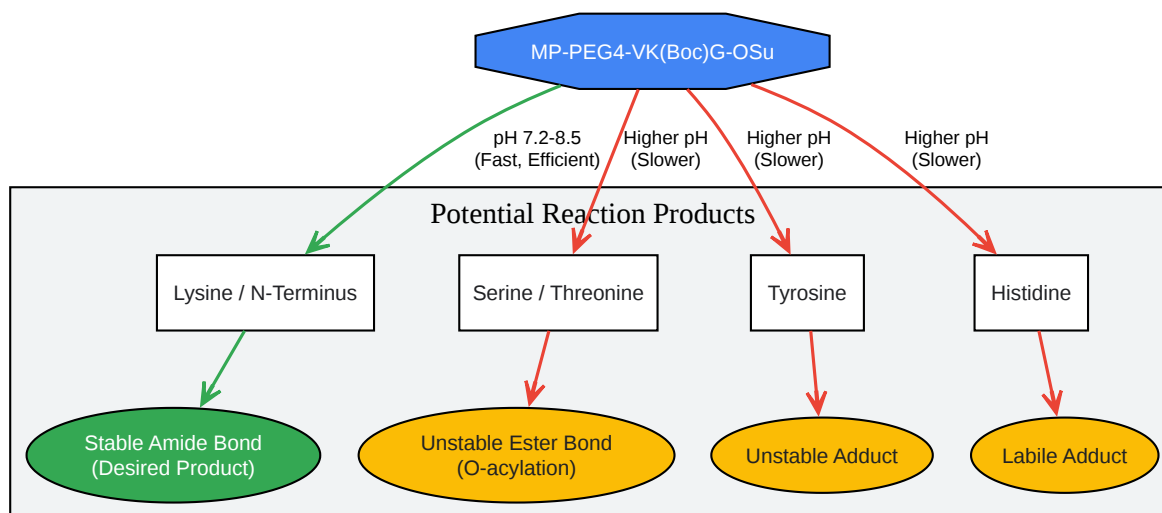 MP-PEG4-VK(Boc)G-OSu
pH 7.2-8.5
(Fast, Efficient)
Higher pH
(Slower)
Higher pH
(Slower)
Higher pH
(Slower)
Potential Reaction Products
Lysine / N-Terminus
Serine / Threonine
Tyrosine
Histidine
Stable Amide Bond
(Desired Product)
Unstable Ester Bond
(O-acylation)
Unstable Adduct
Labile Adduct